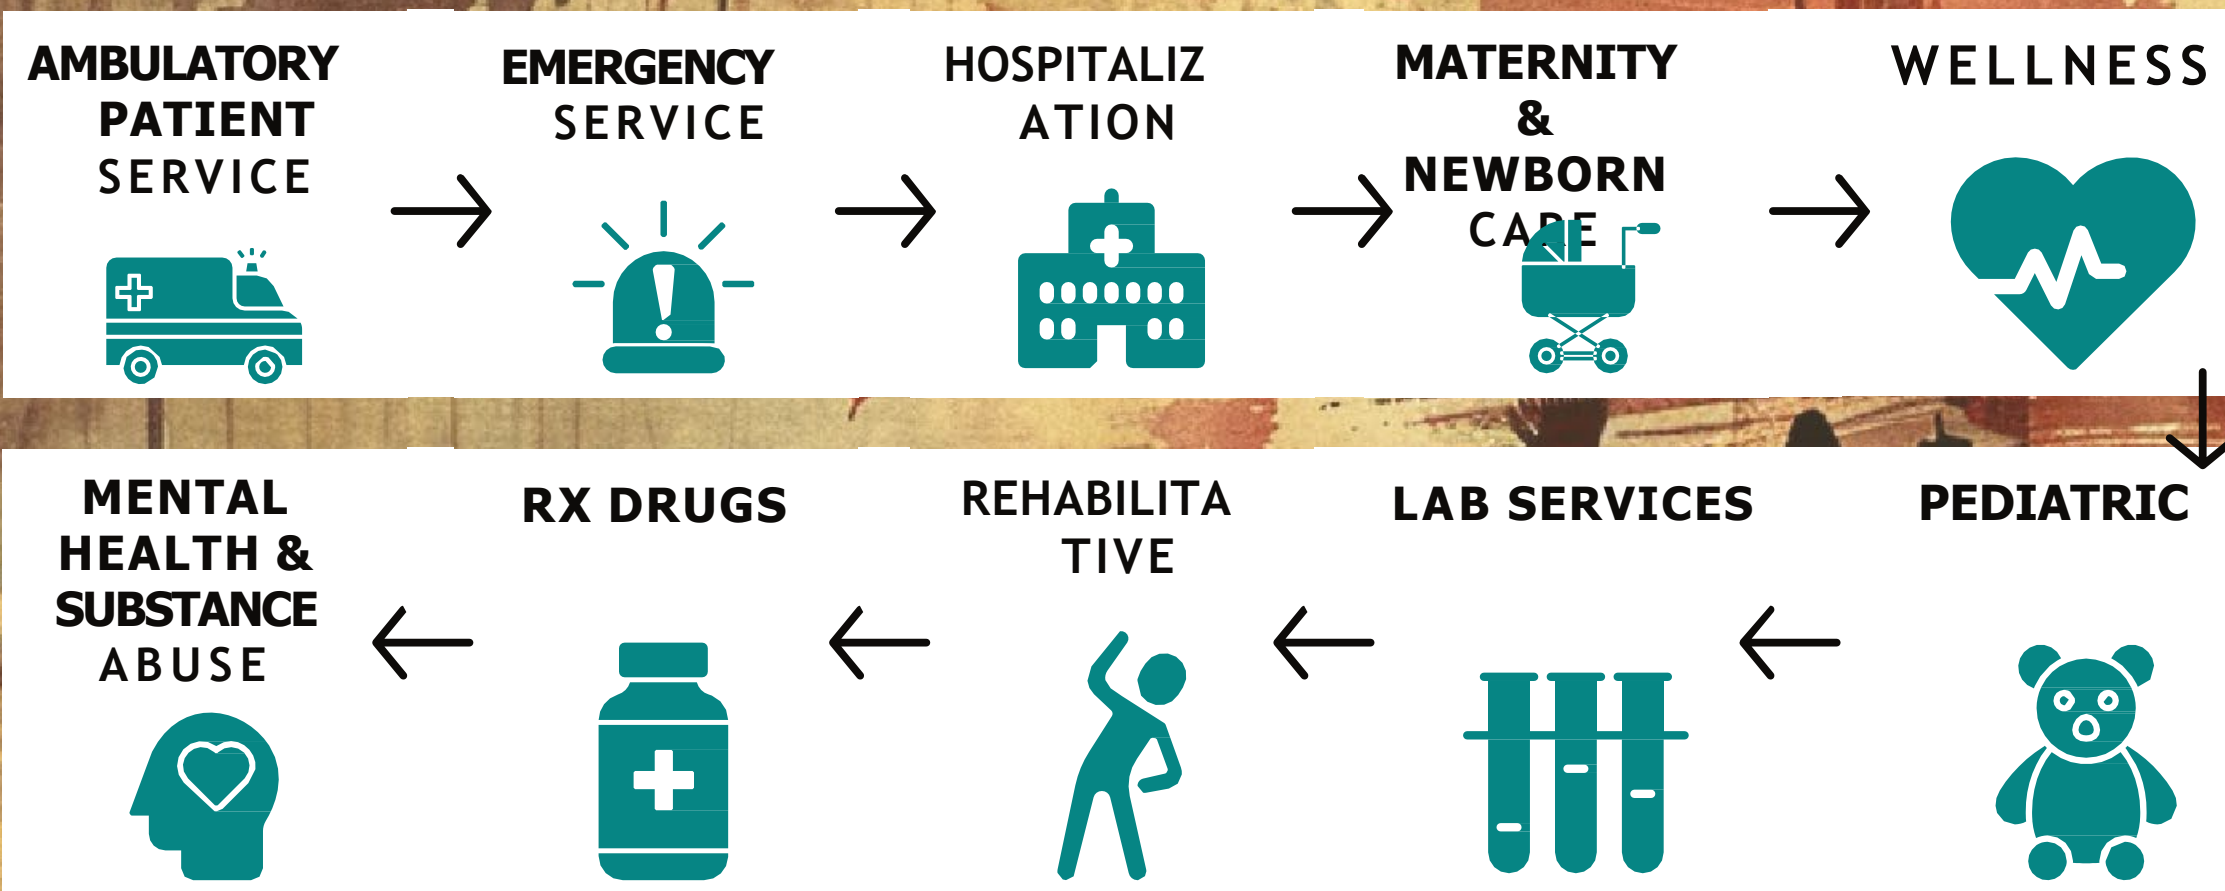 AMBULATORY
PATIENT
SERVICE
EMERGENCY
SERVICE
HOSPITALIZ
ATION
MATERNITY
&
NEWBORN
CARE
WELLNESS
PEDIATRIC
LAB SERVICES
REHABILITA
TIVE
RX DRUGS
MENTAL
HEALTH &
SUBSTANCE
ABUSE